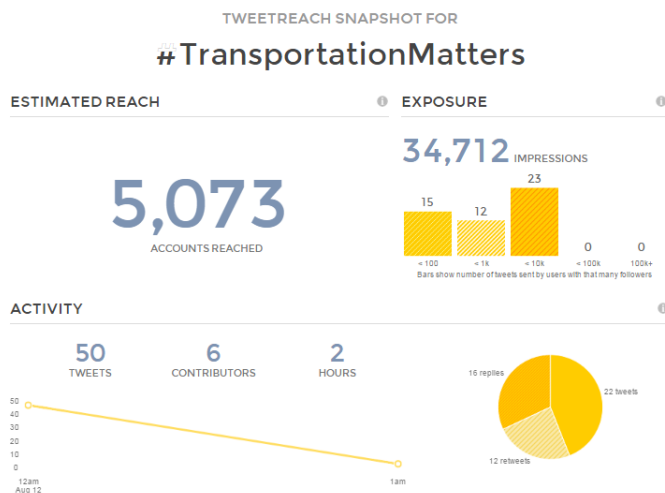 TWEETREACH SNAPSHOT FOR
#TransportationMatters
ESTIMATED REACH
5,073
ACCOUNTS REACHED
EXPOSURE
34,712 IMPRESSIONS
15
12
23
0
0
< 100
< 1k
< 10k
< 100k
100k+
Bars show number of tweets sent by users with that many followers
ACTIVITY
50
TWEETS
6
CONTRIBUTORS
2
HOURS
50
40
30
20
10
0
12am
Aug 12
1am
16 replies
22 tweets
12 retweets